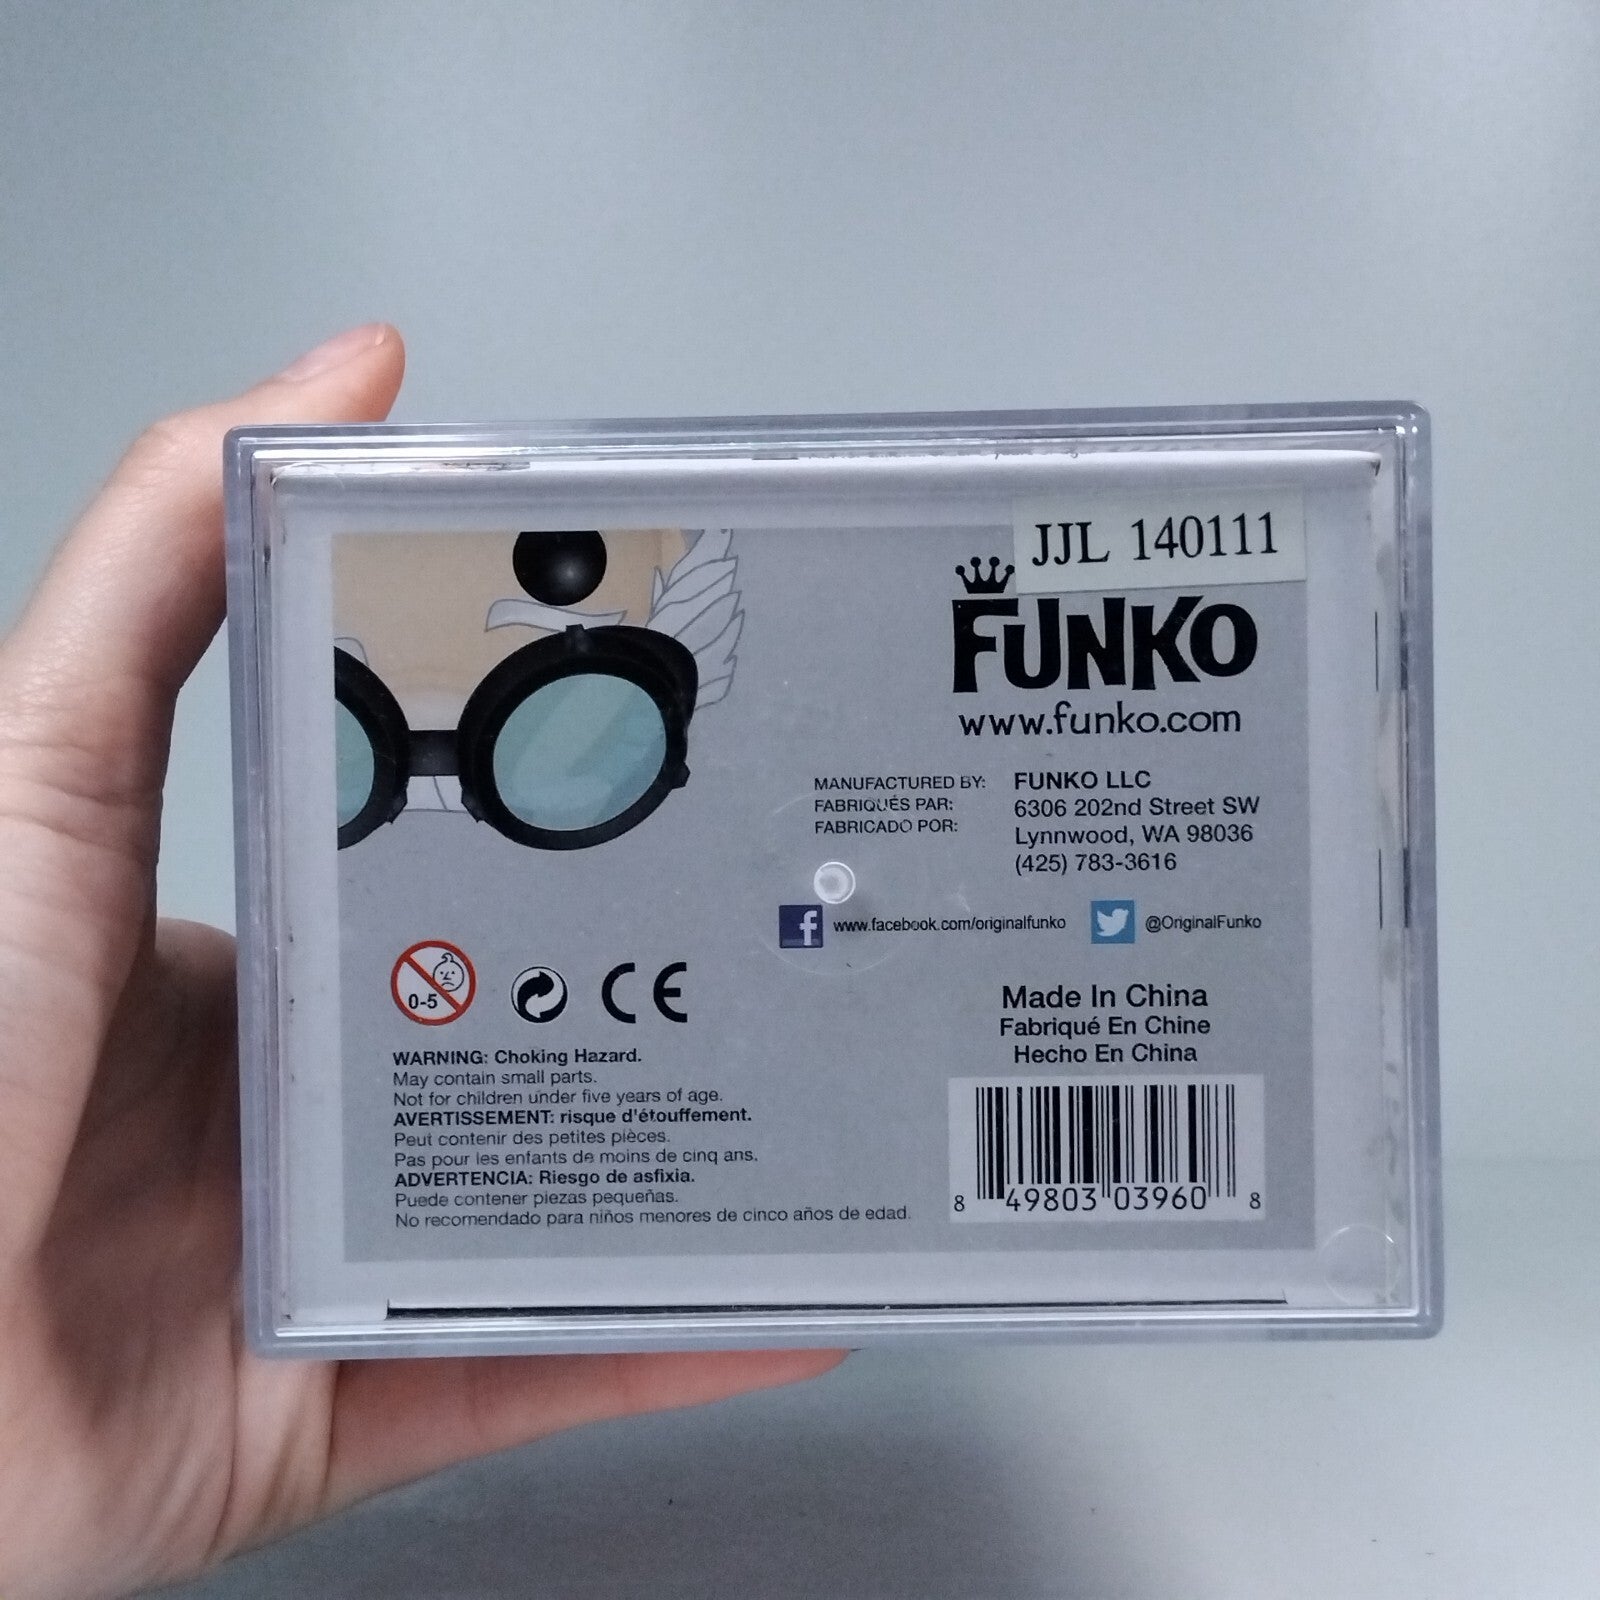 JJL 140111
FUNKO
www.funko.com
MANUFACTURED BY: FUNKO LLC
FABRIQUÉS PAR: 6306 202nd Street SW
FABRICADO POR: Lynnwood, WA 98036
(425) 783-3616
f www.facebook.com/originalfunko @OriginalFunko
0-5 CE
Made In China
Fabriqué En Chine
Hecho En China
WARNING: Choking Hazard.
May contain small parts.
Not for children under five years of age.
AVERTISSEMENT: risque d'étouffement.
Peut contenir des petites pièces.
Pas pour les enfants de moins de cinq ans.
ADVERTENCIA: Riesgo de asfixia.
Puede contener piezas pequeñas.
No recomendado para niños menores de cinco años de edad.
8 49803 03960 8